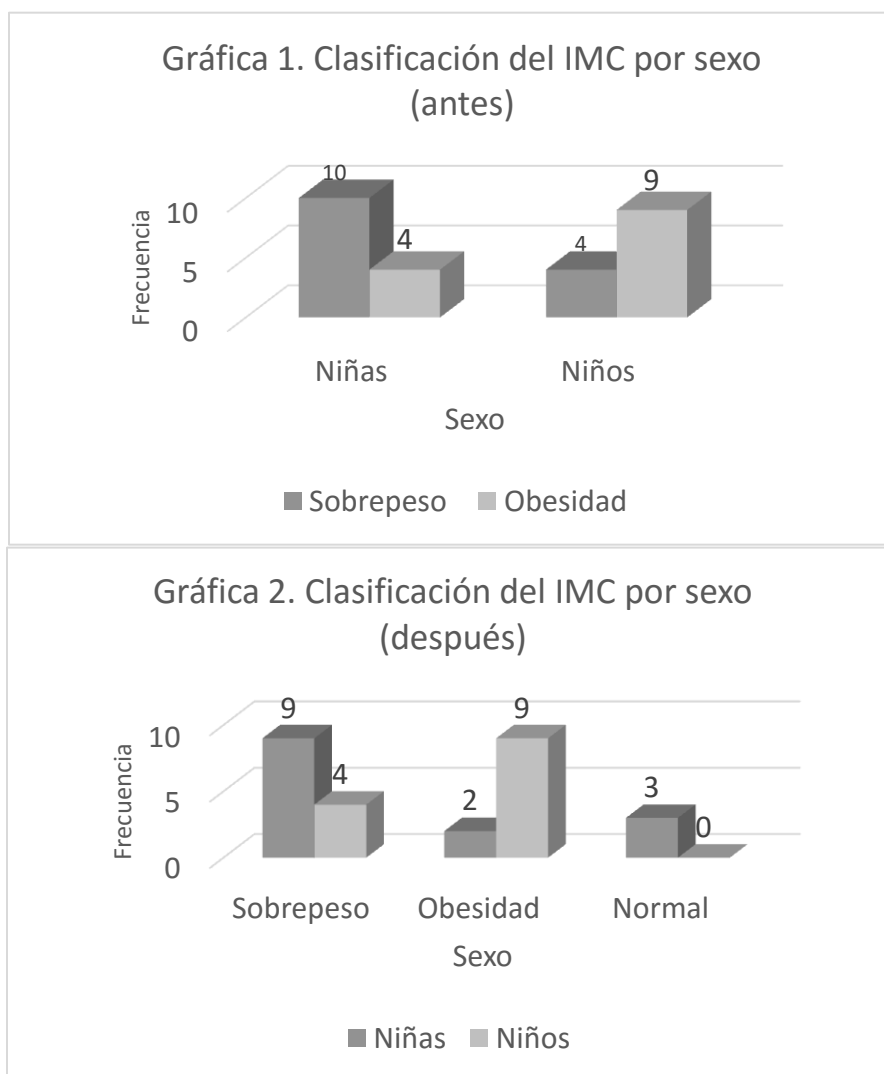 Gráfica 1. Clasificación del IMC por sexo
(antes)
Frecuencia
10
5
0
10
4
4
9
Niñas
Niños
Sexo
Sobrepeso
Obesidad
Gráfica 2. Clasificación del IMC por sexo
(después)
Frecuencia
10
5
0
9
4
2
9
3
0
Sobrepeso
Obesidad
Normal
Sexo
Niñas
Niños